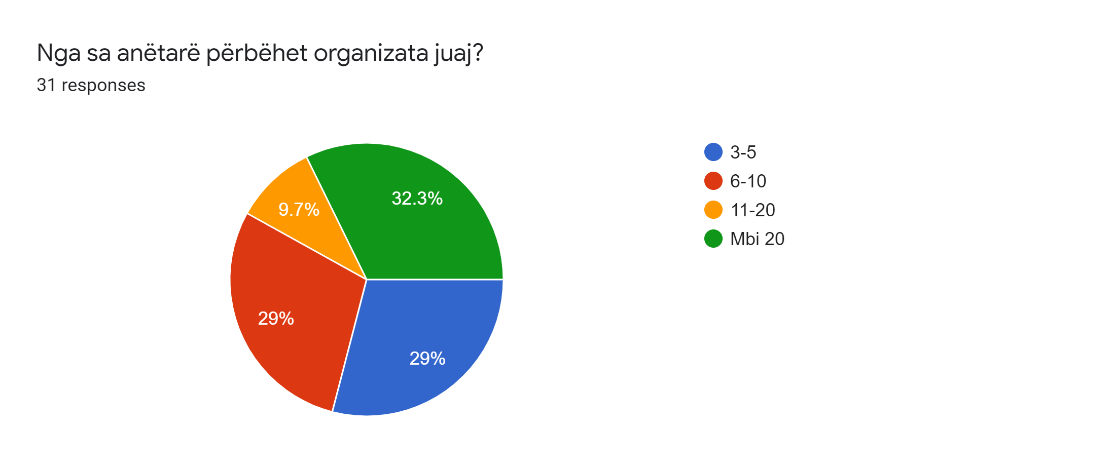 Nga sa anëtarë përbëhet organizata juaj?
31 responses
3-5
6-10
11-20
Mbi 20
32.3%
9.7%
29%
29%